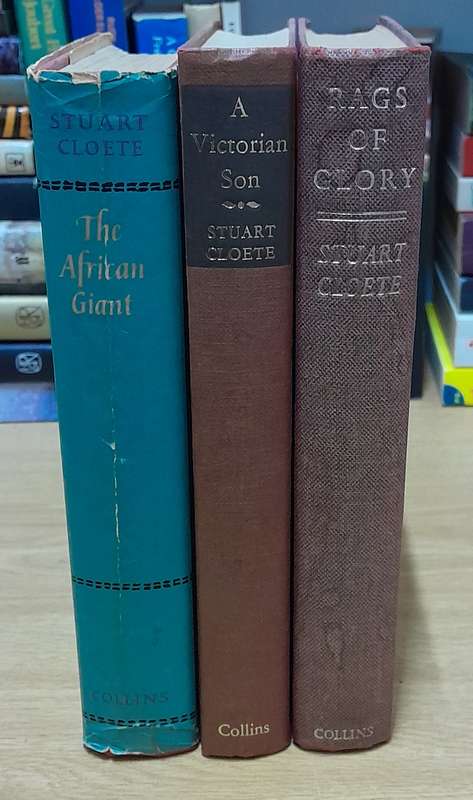 STUART
CLOETE
The
African
Giant
COLLINS
A
Victorian
Son
STUART
CLOETE
Collins
RAGS
OF
GLORY
STUART
CLOETE
COLLINS